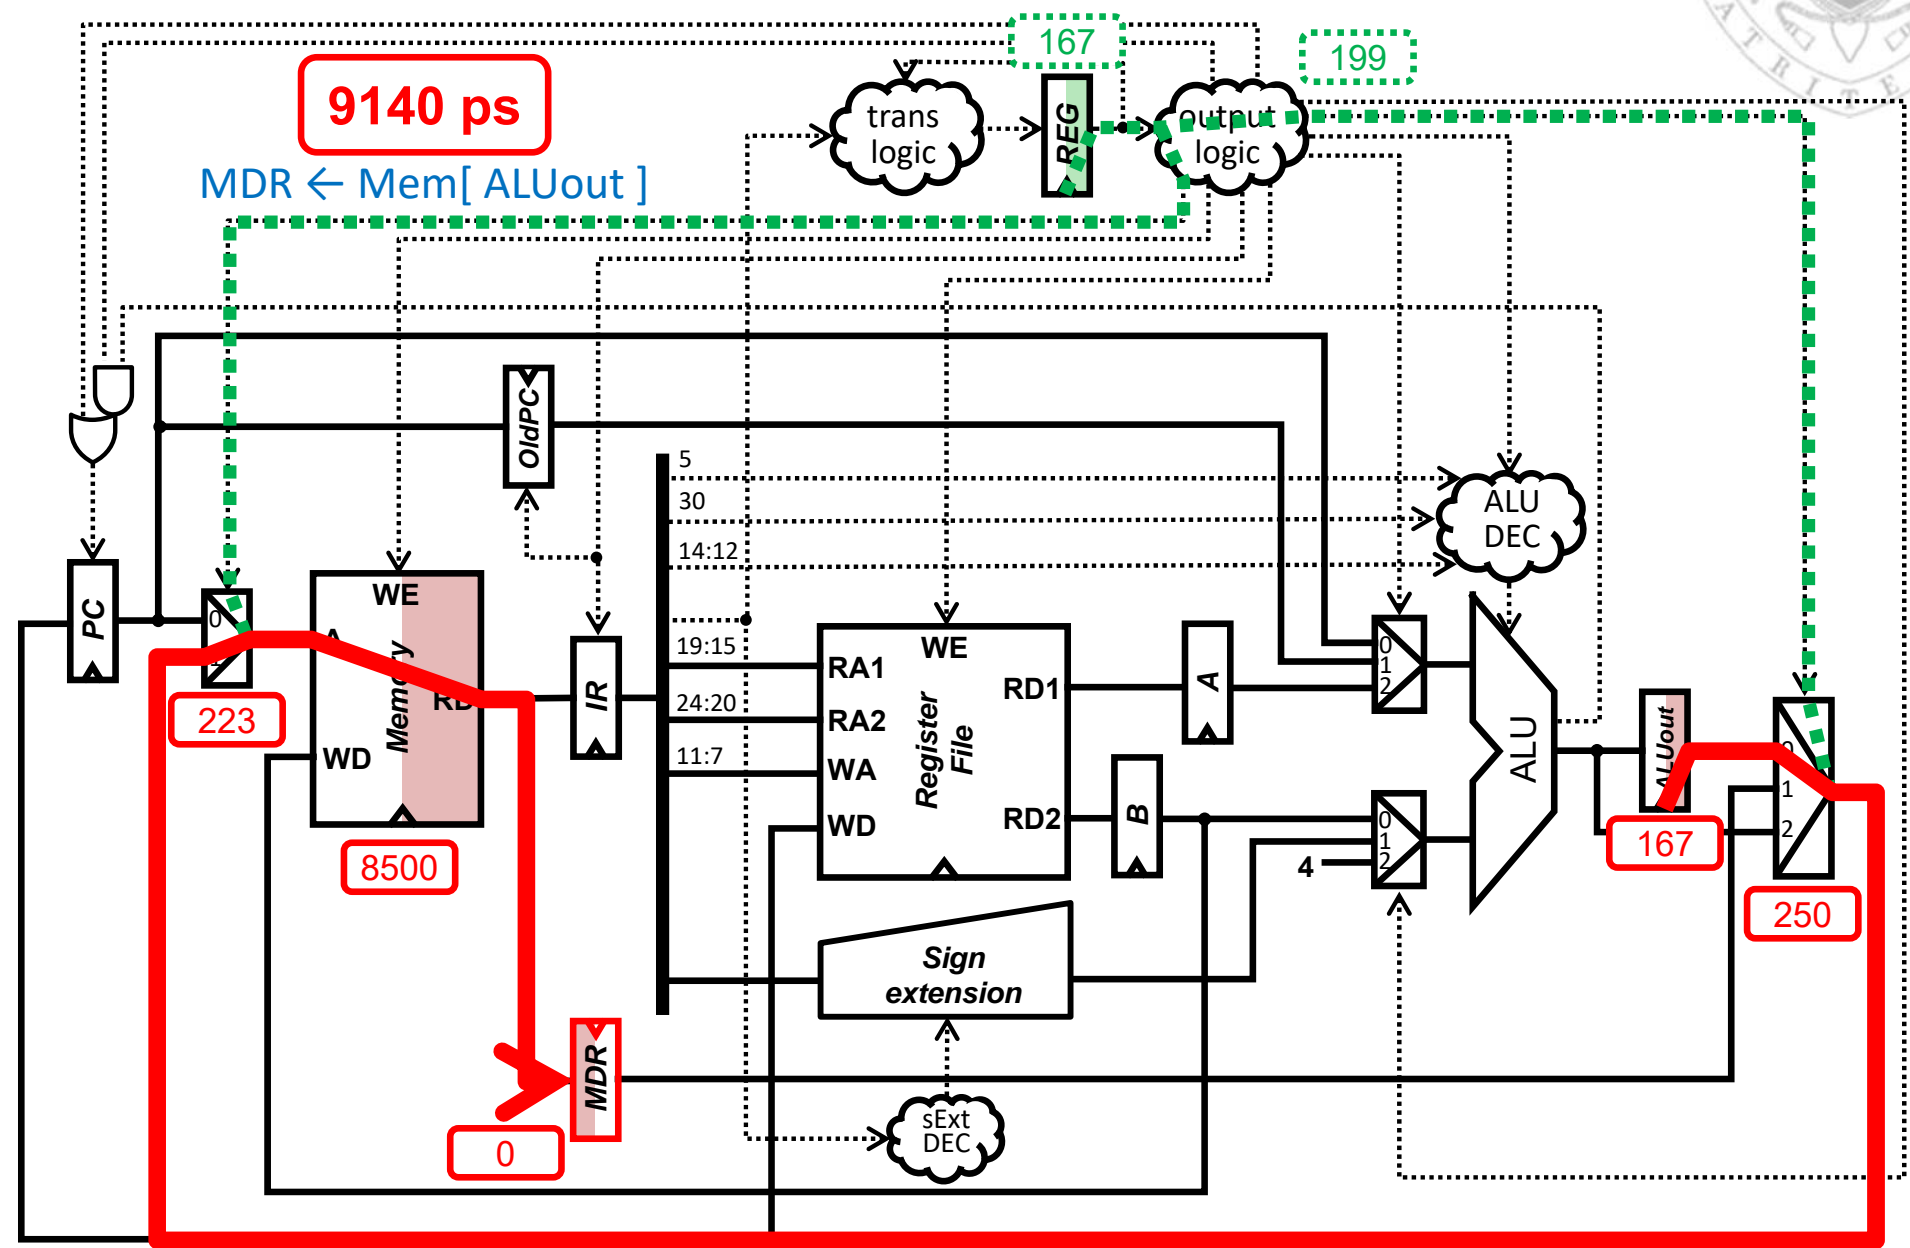 167
199
9140 ps
trans
logic
REG
output
logic
MDR ← Mem[ ALUout ]
OldPC
5
30
14:12
ALU
DEC
PC
0
1
WE
A
Memory
RD
WD
IR
19:15
24:20
11:7
WE
RA1
RA2
WA
WD
Register
File
RD1
RD2
A
B
0
1
2
0
1
2
4
ALU
ALUout
0
1
2
223
8500
167
250
Sign
extension
MDR
0
sExt
DEC
A T R I T E